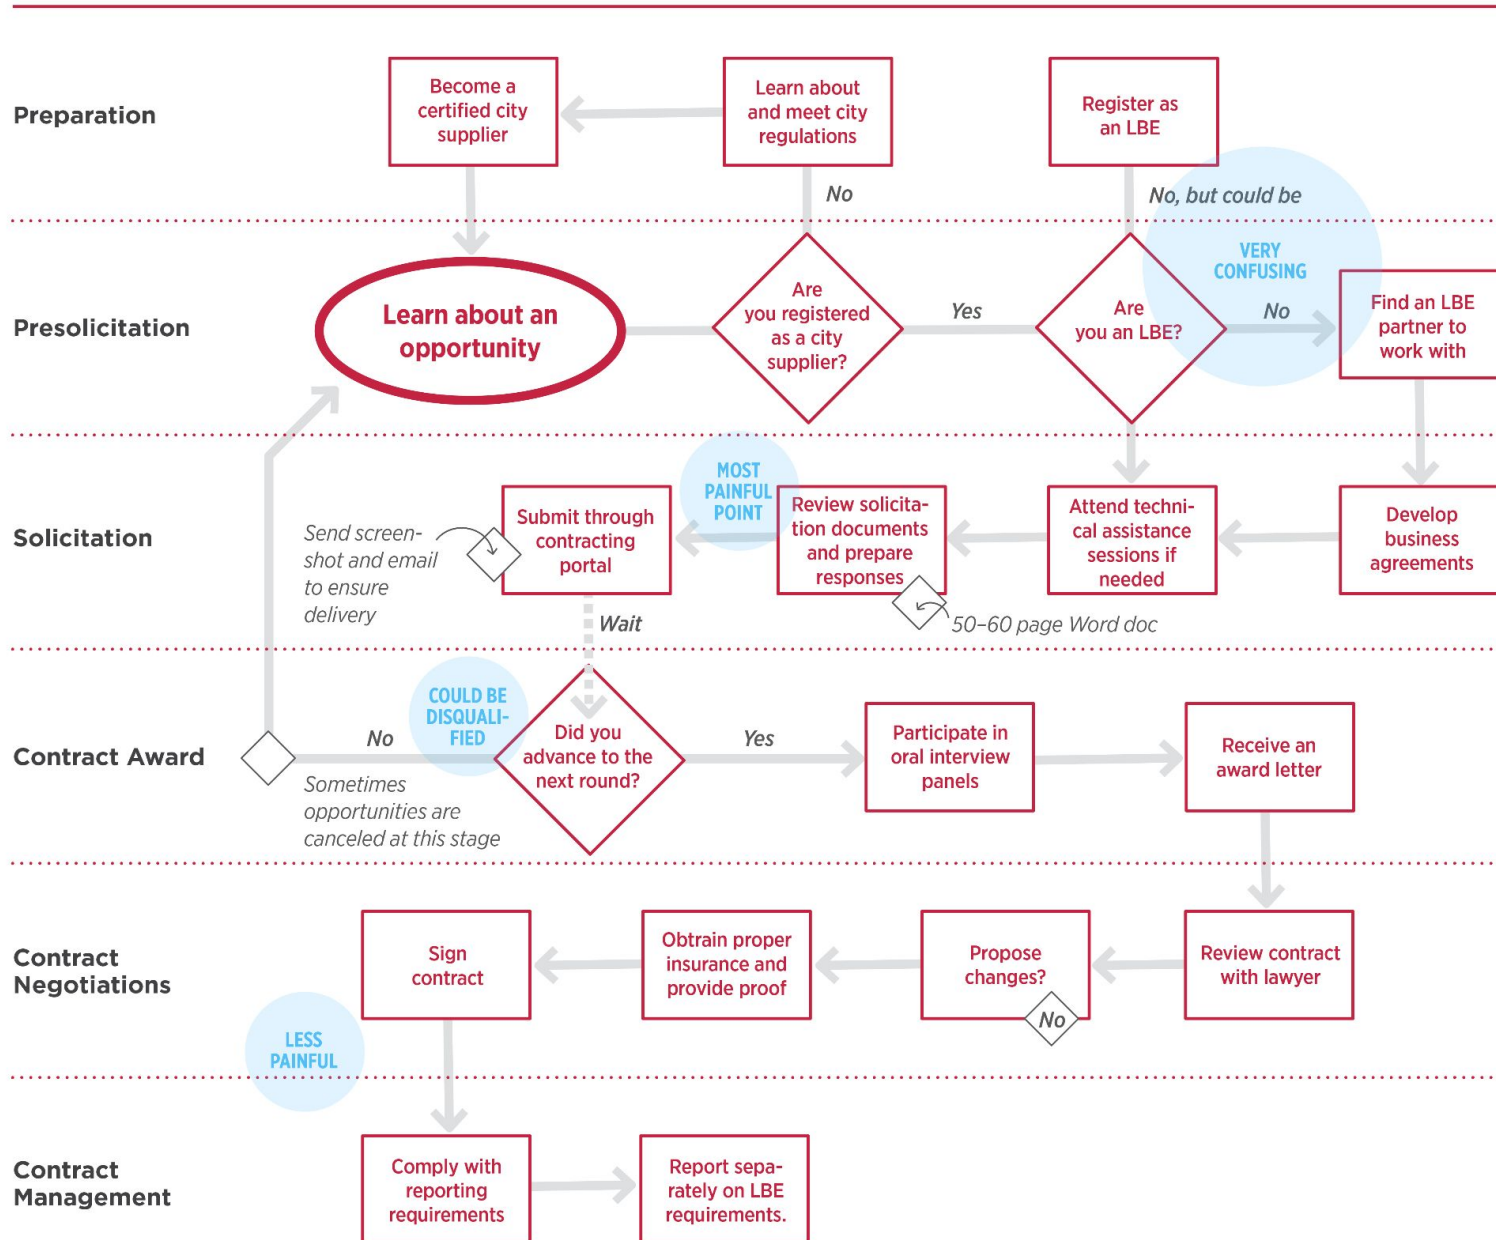 Preparation
Become a
certified city
supplier
Learn about
and meet city
regulations
Register as
an LBE
No
No, but could be
VERY
CONFUSING
Presolicitation
Learn about an
opportunity
Are
you registered
as a city
supplier?
Yes
Are
you an LBE?
No
Find an LBE
partner to
work with
Solicitation
Send screen-
shot and email
to ensure
delivery
Submit through
contracting
portal
MOST
PAINFUL
POINT
Review solicita-
tion documents
and prepare
responses
Attend techni-
cal assistance
sessions if
needed
Develop
business
agreements
Wait
50–60 page Word doc
Contract Award
No
COULD BE
DISQUALI-
FIED
Sometimes
opportunities are
canceled at this stage
Did you
advance to the
next round?
Yes
Participate in
oral interview
panels
Receive an
award letter
Contract
Negotiations
Sign
contract
Obtrain proper
insurance and
provide proof
Propose
changes?
No
Review contract
with lawyer
LESS
PAINFUL
Contract
Management
Comply with
reporting
requirements
Report sepa-
rately on LBE
requirements.